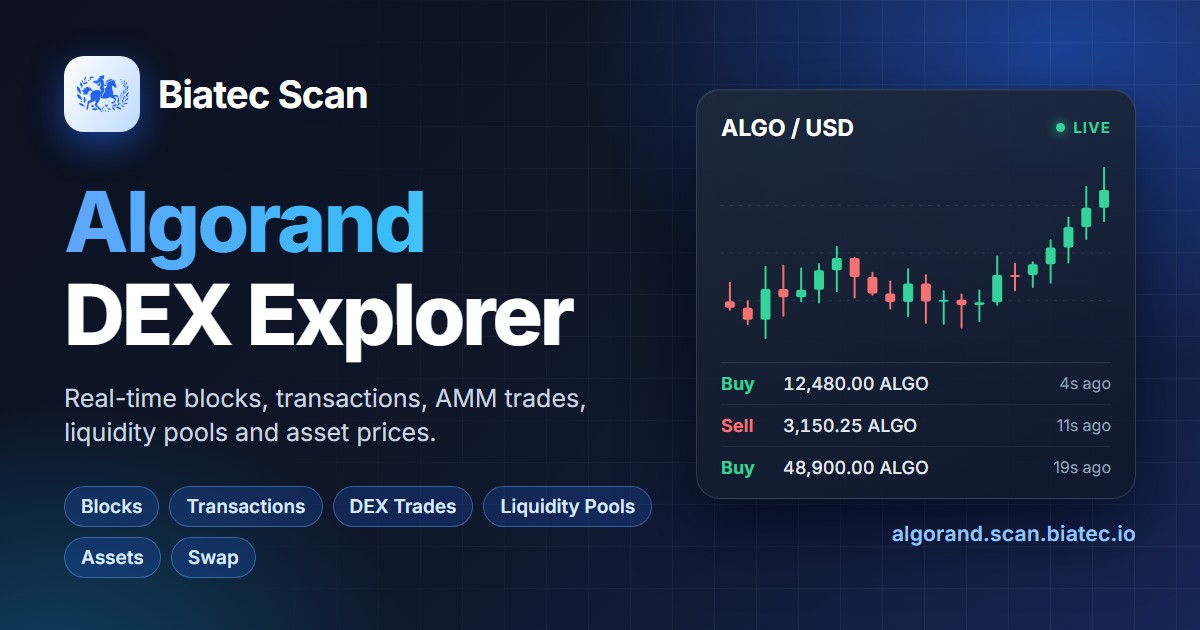 Biatec Scan
Algorand
DEX Explorer
Real-time blocks, transactions, AMM trades,
liquidity pools and asset prices.
Blocks Transactions DEX Trades Liquidity Pools
Assets Swap
ALGO / USD LIVE
Buy 12,480.00 ALGO 4s ago
Sell 3,150.25 ALGO 11s ago
Buy 48,900.00 ALGO 19s ago
algorand.scan.biatec.io